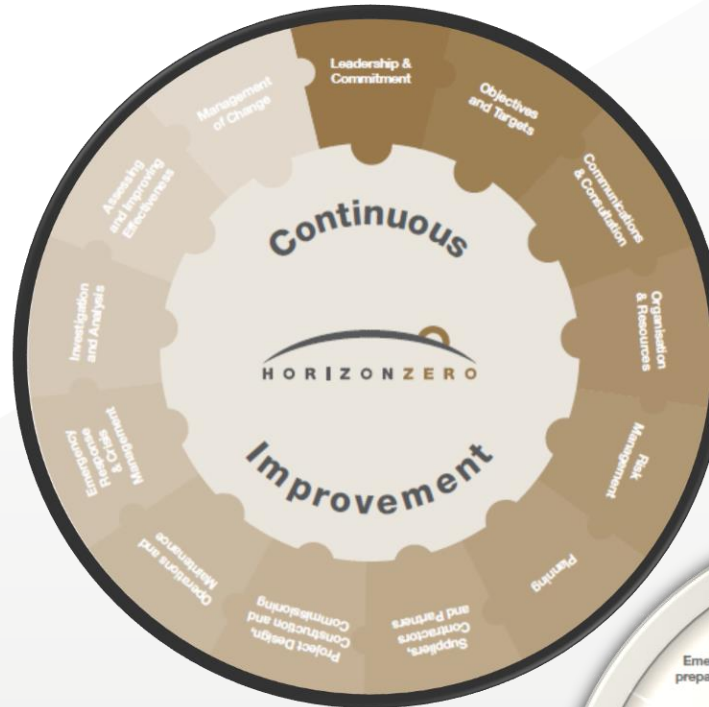 Leadership &
Commitment
Objectives
and Targets
Communications
& Consultation
Organisation
& Resources
Risk
Management
Planning
Suppliers,
Contractors
and Partners
Project Design,
Construction and
Commissioning
Operations and
Maintenance
Emergency
Response
& Crisis
Management
Investigation
and Analysis
Assessing
and Improving
Effectiveness
Management
of Change
Continuous
HORIZONZERO
Improvement
Eme
prepa